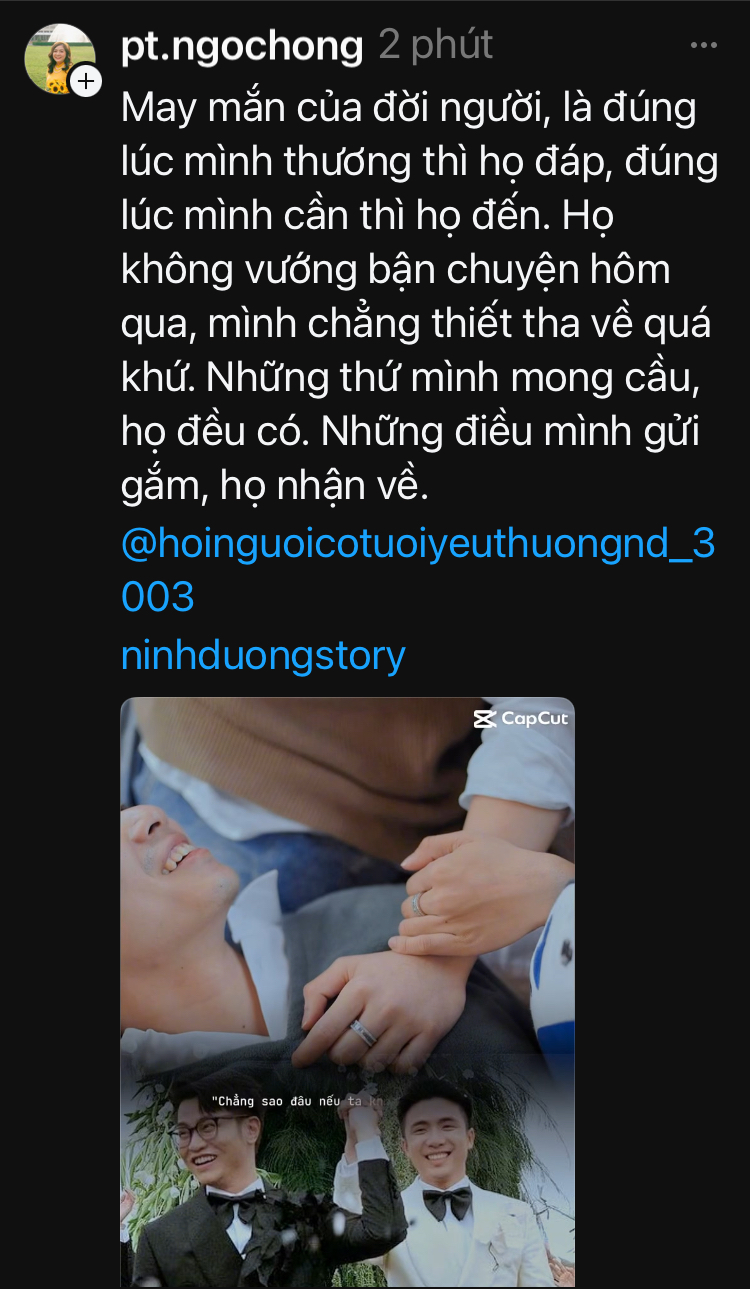 pt.ngochong 2 phút
May mắn của đời người, là đúng
lúc mình thương thì họ đáp, đúng
lúc mình cần thì họ đến. Họ
không vướng bận chuyện hôm
qua, mình chẳng thiết tha về quá
khứ. Những thứ mình mong cầu,
họ đều có. Những điều mình gửi
gắm, họ nhận về.
@hoinguoicotuoiyeuthuongnd_3
003
ninhduongstory
CapCut
"Chẳng sao đâu nếu ta